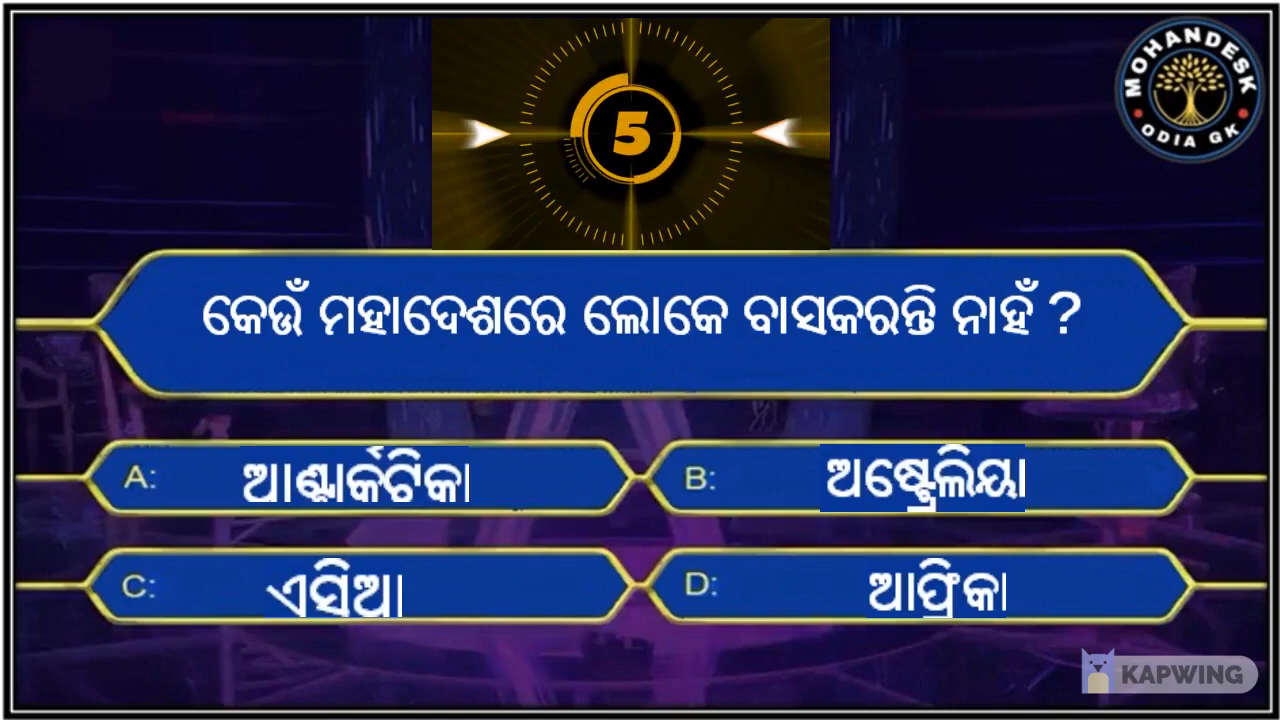 MOHANDESK
ODIA GK
5
କେଉଁ ମହାଦେଶରେ ଲୋକେ ବାସକରନ୍ତି ନାହିଁ ?
A: ଆଣ୍ଟାର୍କଟିକା
B: ଅଷ୍ଟ୍ରେଲିୟା
C: ଏସିଆ
D: ଆଫ୍ରିକା
KAPWING